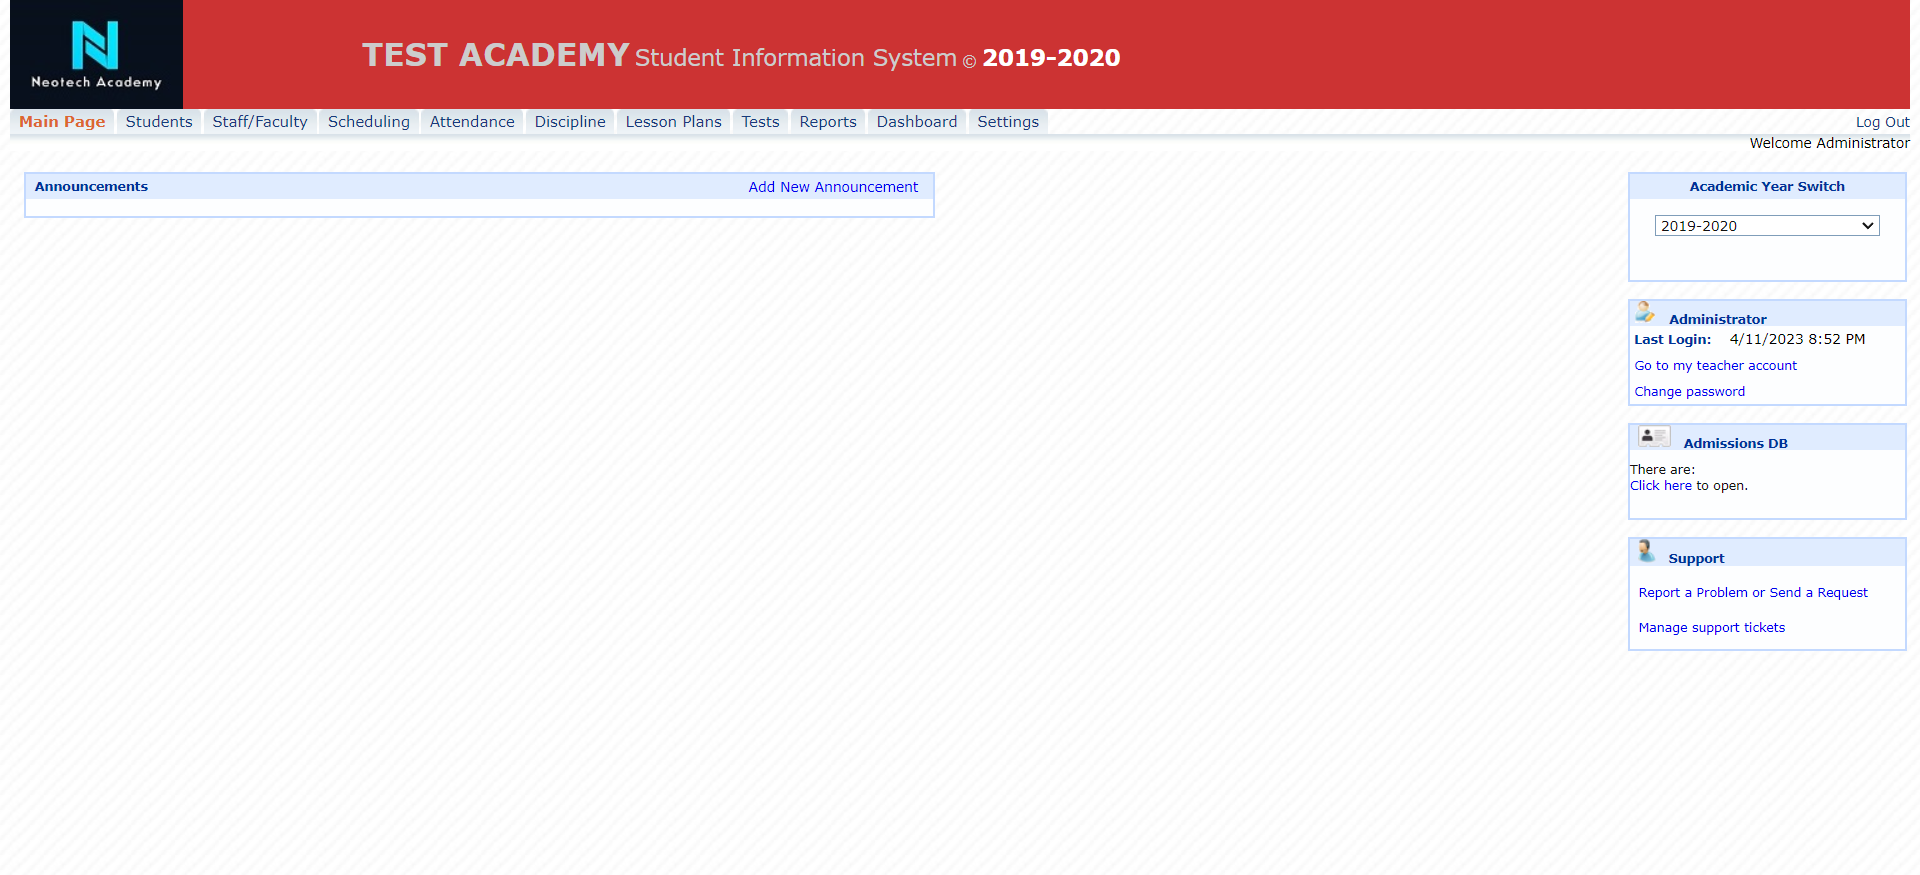 Neotech Academy
TEST ACADEMY Student Information System © 2019-2020
Main Page Students Staff/Faculty Scheduling Attendance Discipline Lesson Plans Tests Reports Dashboard Settings Log Out
Welcome Administrator
Announcements Add New Announcement
Academic Year Switch
2019-2020
Administrator
Last Login: 4/11/2023 8:52 PM
Go to my teacher account
Change password
Admissions DB
There are:
Click here to open.
Support
Report a Problem or Send a Request
Manage support tickets